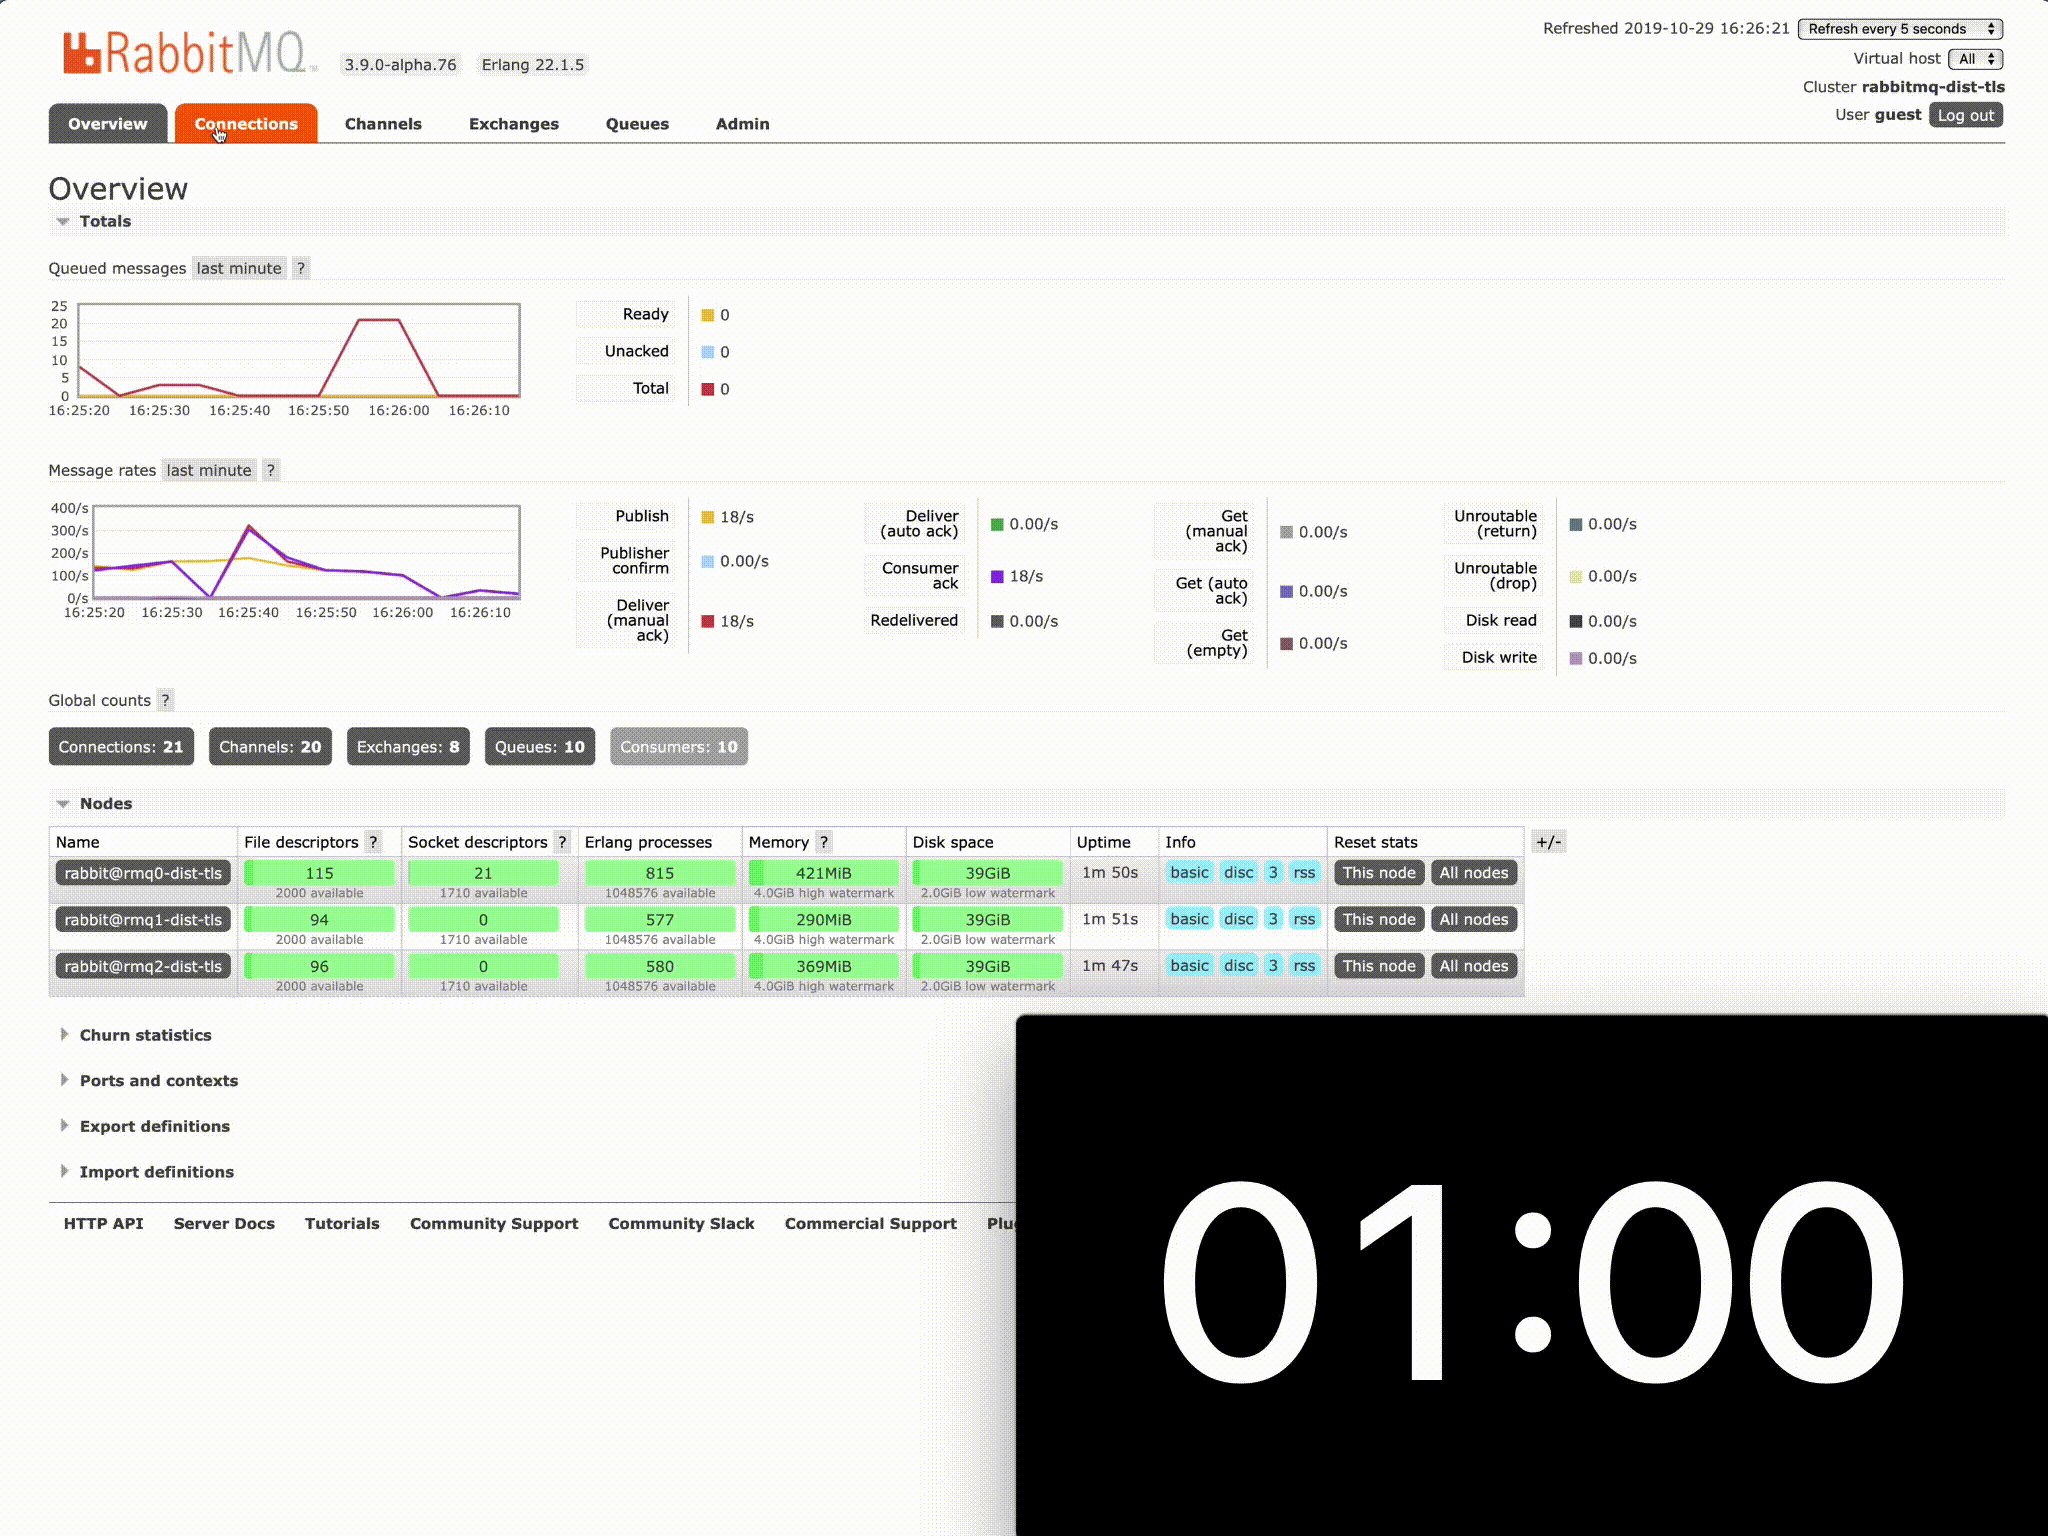 RabbitMQ™ 3.9.0-alpha.76 Erlang 22.1.5
Refreshed 2019-10-29 16:26:21 Refresh every 5 seconds
Virtual host All
Cluster rabbitmq-dist-tls
User guest Log out
Overview Connections Channels Exchanges Queues Admin
Overview
Totals
Queued messages last minute ?
25
20
15
10
5
0
16:25:20 16:25:30 16:25:40 16:25:50 16:26:00 16:26:10
Ready 0
Unacked 0
Total 0
Message rates last minute ?
400/s
300/s
200/s
100/s
0/s
16:25:20 16:25:30 16:25:40 16:25:50 16:26:00 16:26:10
Publish 18/s
Publisher
confirm 0.00/s
Deliver
(manual
ack) 18/s
Deliver
(auto ack) 0.00/s
Consumer
ack 18/s
Redelivered 0.00/s
Get
(manual
ack) 0.00/s
Get (auto
ack) 0.00/s
Get
(empty) 0.00/s
Unroutable
(return) 0.00/s
Unroutable
(drop) 0.00/s
Disk read 0.00/s
Disk write 0.00/s
Global counts ?
Connections: 21 Channels: 20 Exchanges: 8 Queues: 10 Consumers: 10
Nodes
Name File descriptors ? Socket descriptors ? Erlang processes Memory ? Disk space Uptime Info Reset stats +/-
rabbit@rmq0-dist-tls 115 21 815 421MiB 39GiB 1m 50s basic disc 3 rss This node All nodes
2000 available 1710 available 1048576 available 4.0GiB high watermark 2.0GiB low watermark
rabbit@rmq1-dist-tls 94 0 577 290MiB 39GiB 1m 51s basic disc 3 rss This node All nodes
2000 available 1710 available 1048576 available 4.0GiB high watermark 2.0GiB low watermark
rabbit@rmq2-dist-tls 96 0 580 369MiB 39GiB 1m 47s basic disc 3 rss This node All nodes
2000 available 1710 available 1048576 available 4.0GiB high watermark 2.0GiB low watermark
Churn statistics
Ports and contexts
Export definitions
Import definitions
HTTP API Server Docs Tutorials Community Support Community Slack Commercial Support
01:00